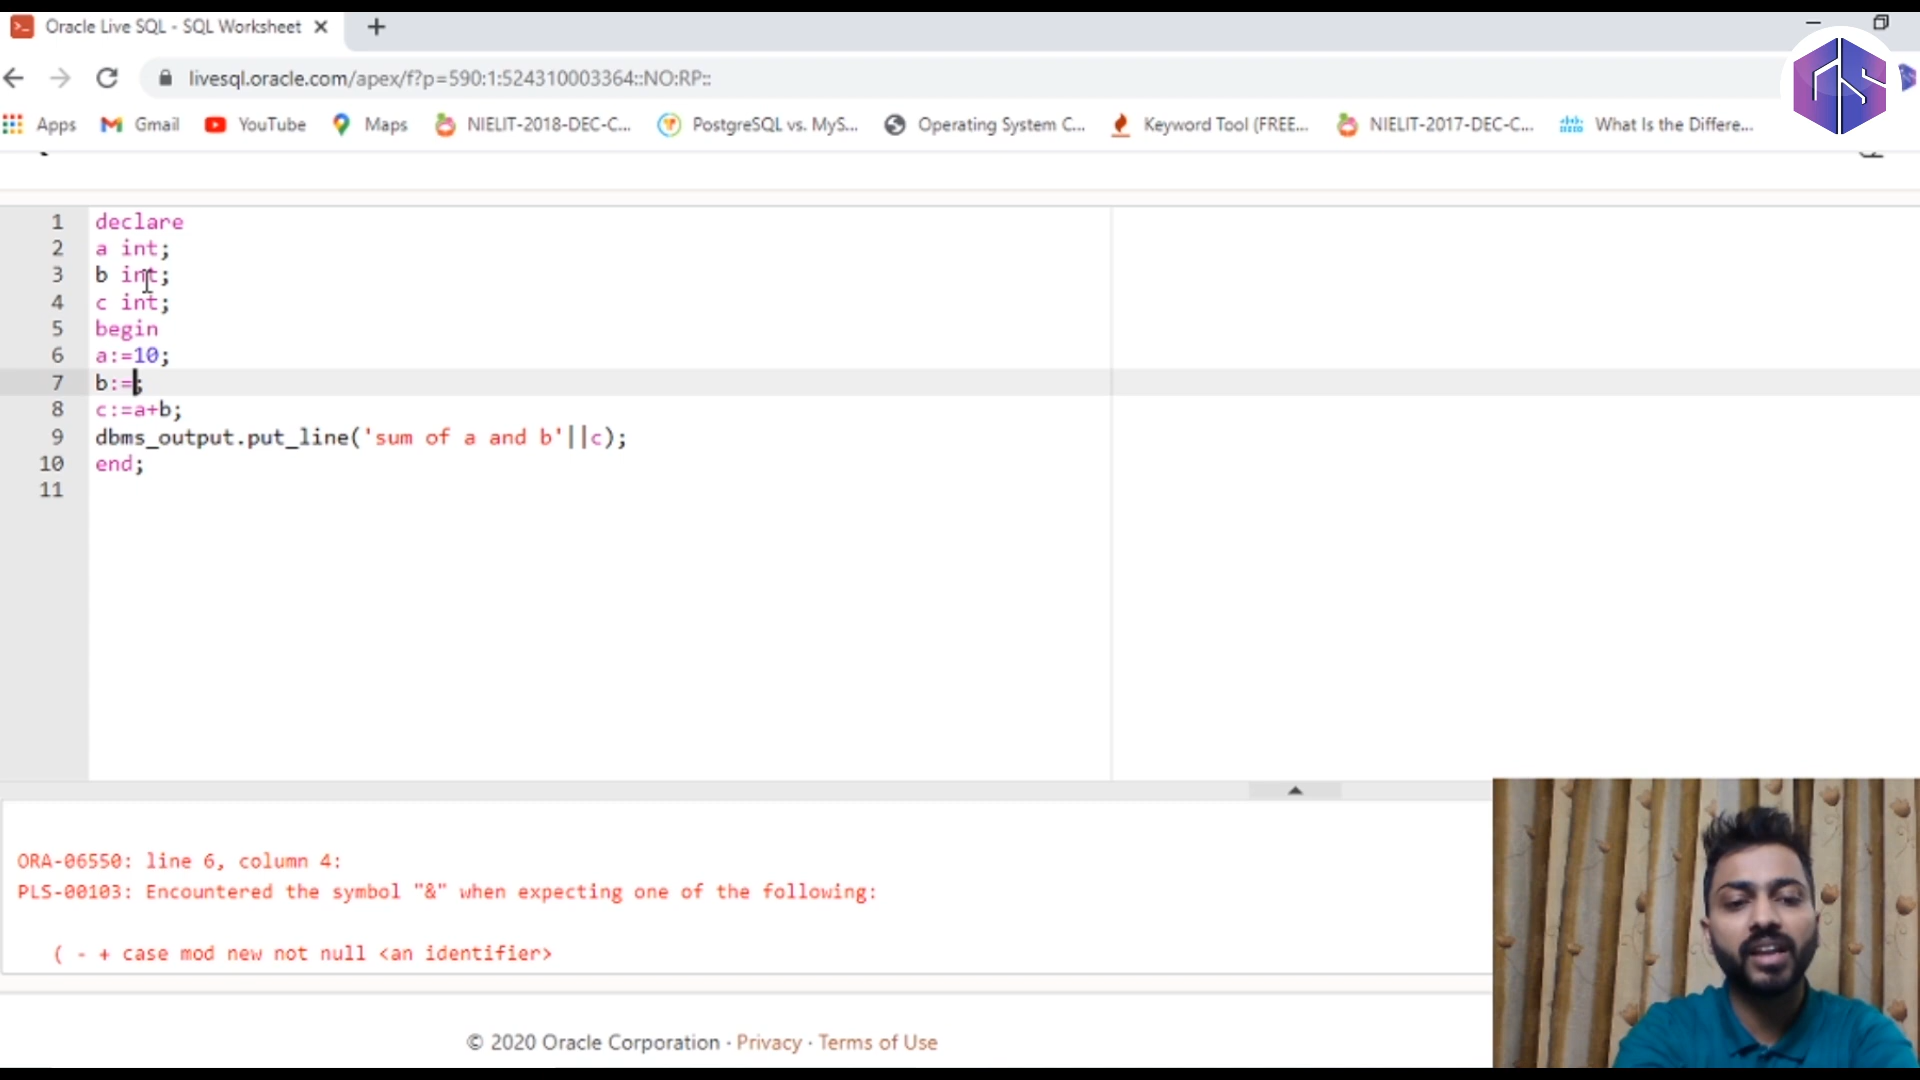 Oracle Live SQL - SQL Worksheet
livesql.oracle.com/apex/f?p=590:1:524310003364::NO:RP::
Apps Gmail YouTube Maps NIELIT-2018-DEC-C... PostgreSQL vs. MyS... Operating System C... Keyword Tool (FREE... NIELIT-2017-DEC-C... What Is the Differe...
1 declare
2 a int;
3 b int;
4 c int;
5 begin
6 a:=10;
7 b:=;
8 c:=a+b;
9 dbms_output.put_line('sum of a and b'||c);
10 end;
11
ORA-06550: line 6, column 4:
PLS-00103: Encountered the symbol "&" when expecting one of the following:
( - + case mod new not null <an identifier>
© 2020 Oracle Corporation · Privacy · Terms of Use